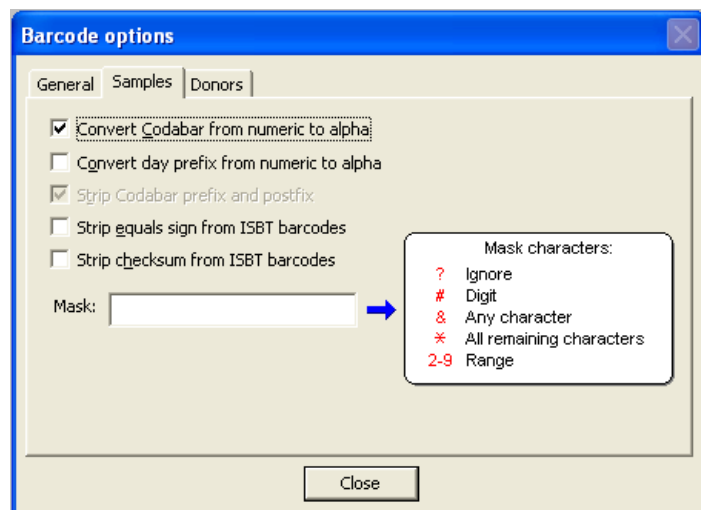 Barcode options
General Samples Donors
Convert Codabar from numeric to alpha
Convert day prefix from numeric to alpha
Strip Codabar prefix and postfix
Strip equals sign from ISBT barcodes
Strip checksum from ISBT barcodes
Mask:
Mask characters:
? Ignore
# Digit
& Any character
* All remaining characters
2-9 Range
Close